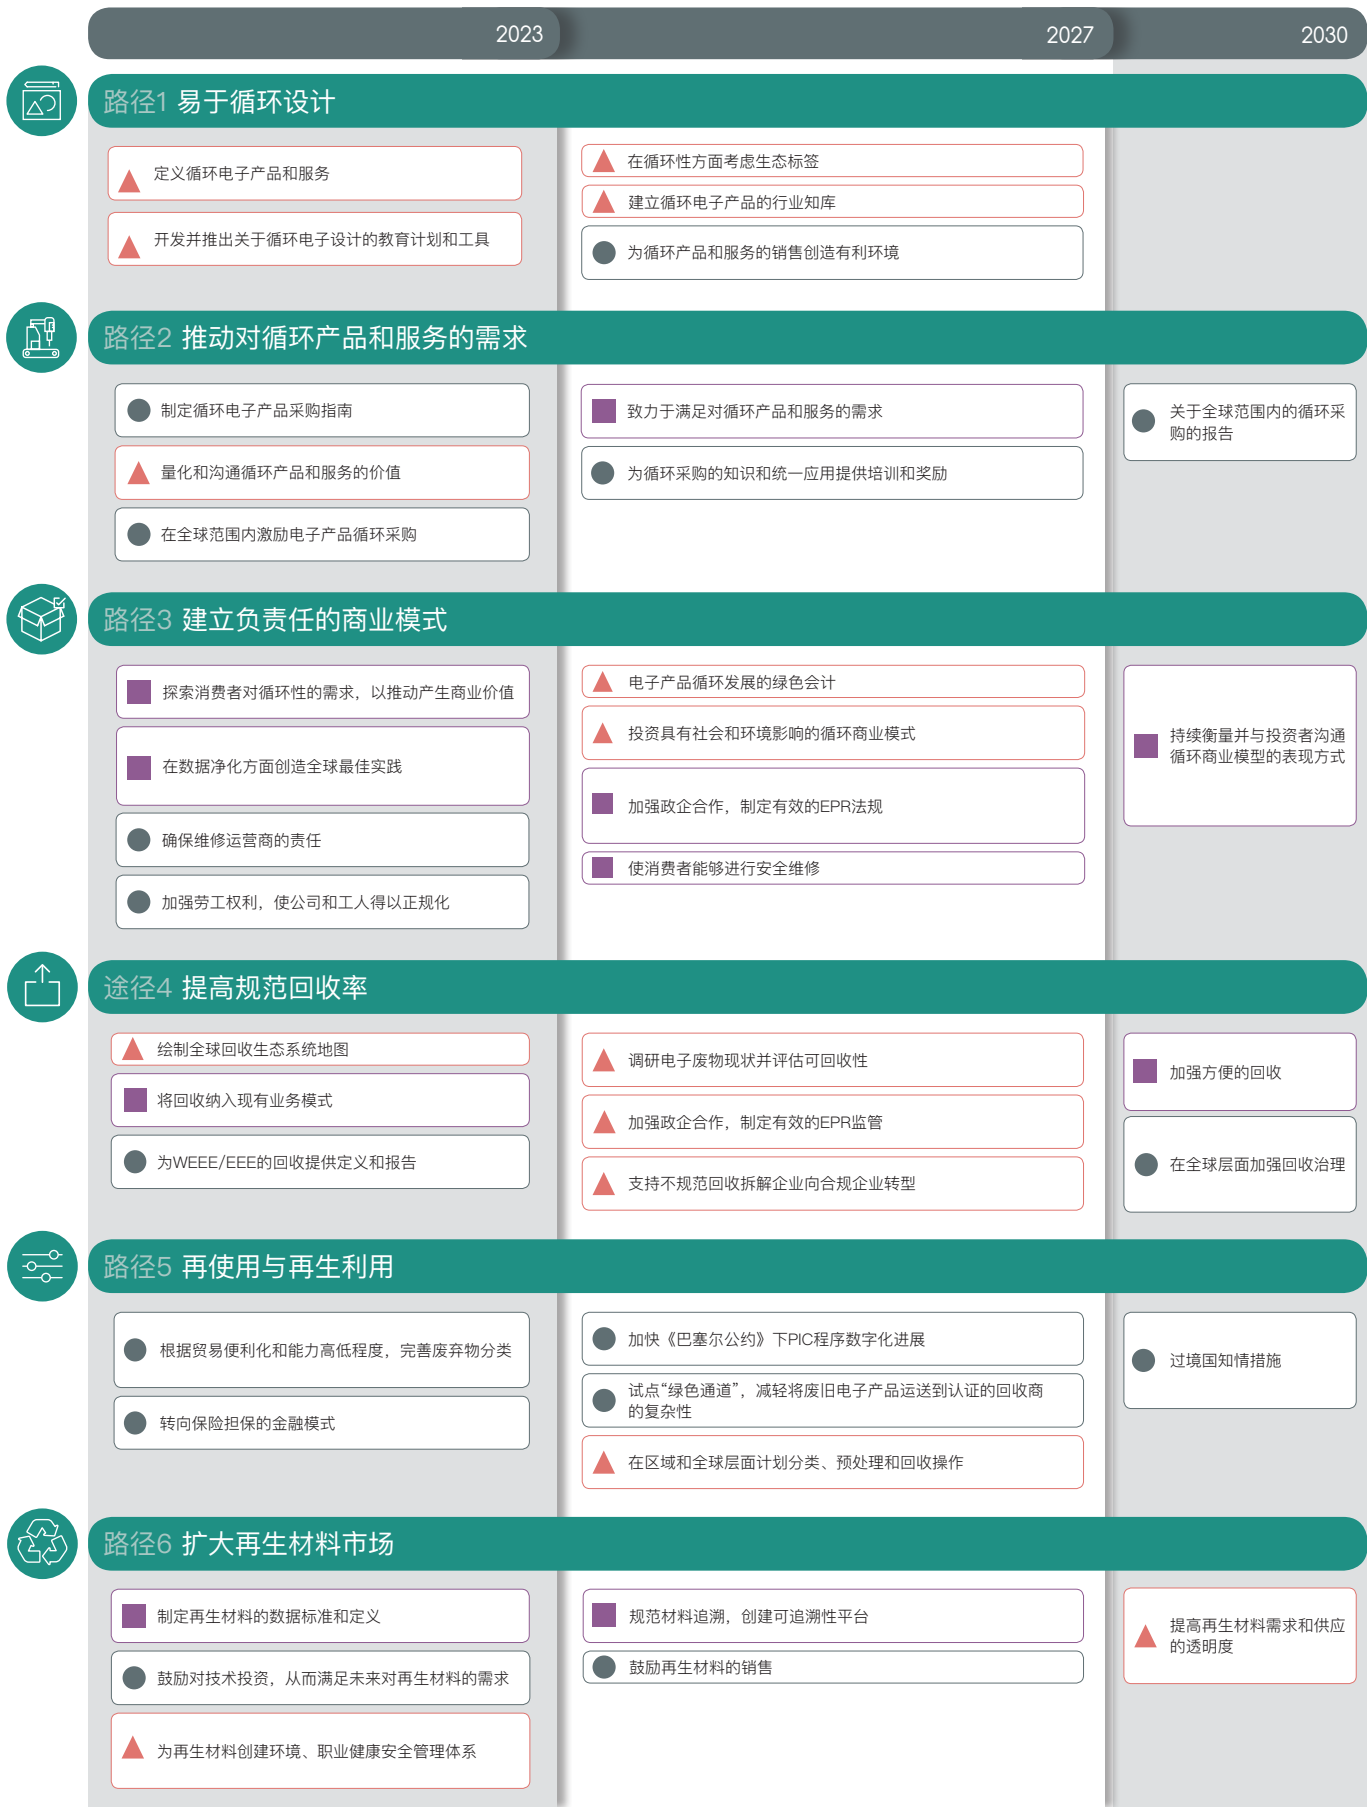 2023
2027
2030
路径1 易于循环设计
定义循环电子产品和服务
开发并推出关于循环电子设计的教育计划和工具
在循环性方面考虑生态标签
建立循环电子产品的行业知库
为循环产品和服务的销售创造有利环境
路径2 推动对循环产品和服务的需求
制定循环电子产品采购指南
量化和沟通循环产品和服务的价值
在全球范围内激励电子产品循环采购
致力于满足对循环产品和服务的需求
为循环采购的知识和统一应用提供培训和奖励
关于全球范围内的循环采
购的报告
路径3 建立负责任的商业模式
探索消费者对循环性的需求，以推动产生商业价值
在数据净化方面创造全球最佳实践
确保维修运营商的责任
加强劳工权利，使公司和工人得以正规化
电子产品循环发展的绿色会计
投资具有社会和环境影响的循环商业模式
加强政企合作，制定有效的EPR法规
使消费者能够进行安全维修
持续衡量并与投资者沟通
循环商业模型的表现方式
途径4 提高规范回收率
绘制全球回收生态系统地图
将回收纳入现有业务模式
为WEEE/EEE的回收提供定义和报告
调研电子废物现状并评估可回收性
加强政企合作，制定有效的EPR监管
支持不规范回收拆解企业向合规企业转型
加强方便的回收
在全球层面加强回收治理
路径5 再使用与再生利用
根据贸易便利化和能力高低程度，完善废弃物分类
转向保险担保的金融模式
加快《巴塞尔公约》下PIC程序数字化进展
试点“绿色通道”，减轻将废旧电子产品运送到认证的回收商
的复杂性
在区域和全球层面计划分类、预处理和回收操作
过境国知情措施
路径6 扩大再生材料市场
制定再生材料的数据标准和定义
鼓励对技术投资，从而满足未来对再生材料的需求
为再生材料创建环境、职业健康安全管理体系
规范材料追溯，创建可追溯性平台
鼓励再生材料的销售
提高再生材料需求和供应
的透明度